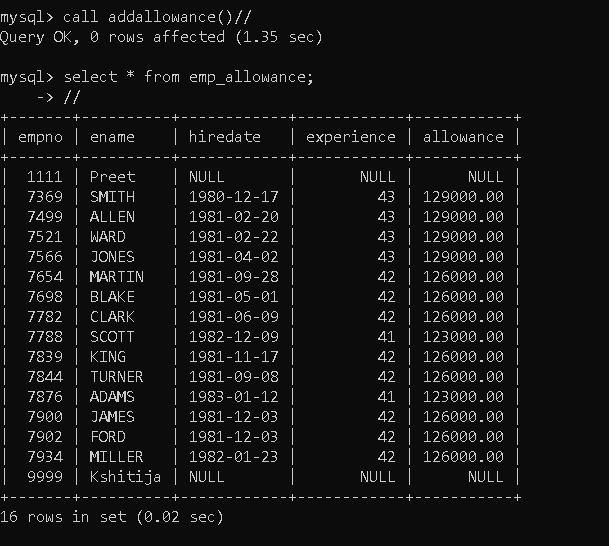 mysql> call addallowance()//
Query OK, 0 rows affected (1.35 sec)
mysql> select * from emp_allowance;
    -> //
+-------+----------+------------+------------+-----------+
| empno | ename    | hiredate   | experience | allowance |
+-------+----------+------------+------------+-----------+
|  1111 | Preet    | NULL       |       NULL |      NULL |
|  7369 | SMITH    | 1980-12-17 |         43 | 129000.00 |
|  7499 | ALLEN    | 1981-02-20 |         43 | 129000.00 |
|  7521 | WARD     | 1981-02-22 |         43 | 129000.00 |
|  7566 | JONES    | 1981-04-02 |         43 | 129000.00 |
|  7654 | MARTIN   | 1981-09-28 |         42 | 126000.00 |
|  7698 | BLAKE    | 1981-05-01 |         42 | 126000.00 |
|  7782 | CLARK    | 1981-06-09 |         42 | 126000.00 |
|  7788 | SCOTT    | 1982-12-09 |         41 | 123000.00 |
|  7839 | KING     | 1981-11-17 |         42 | 126000.00 |
|  7844 | TURNER   | 1981-09-08 |         42 | 126000.00 |
|  7876 | ADAMS    | 1983-01-12 |         41 | 123000.00 |
|  7900 | JAMES    | 1981-12-03 |         42 | 126000.00 |
|  7902 | FORD     | 1981-12-03 |         42 | 126000.00 |
|  7934 | MILLER   | 1982-01-23 |         42 | 126000.00 |
|  9999 | Kshitija | NULL       |       NULL |      NULL |
+-------+----------+------------+------------+-----------+
16 rows in set (0.02 sec)